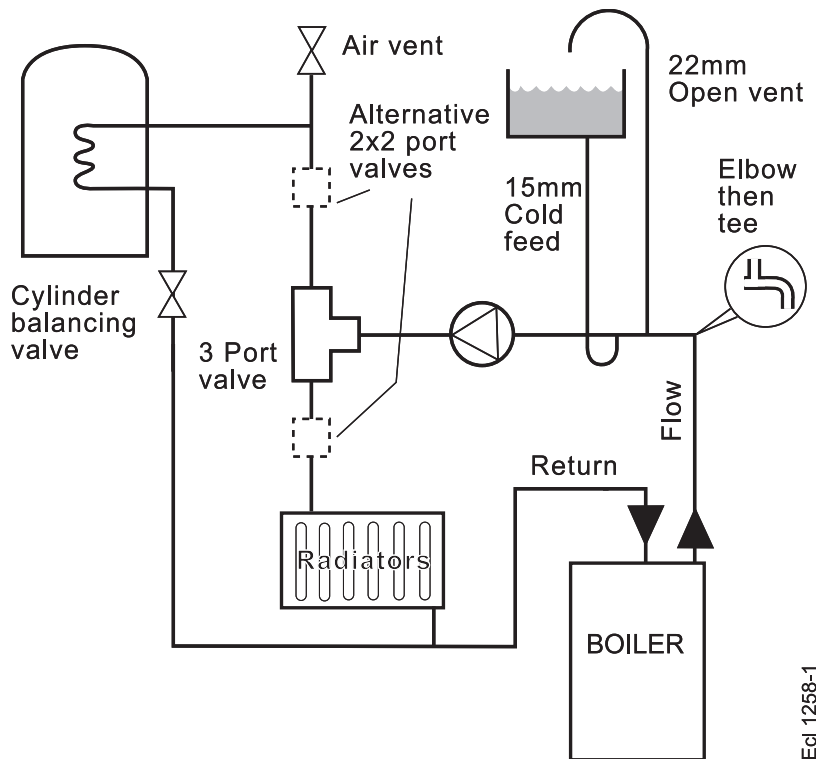 Air vent
22mm
Open vent
Alternative
2x2 port
valves
15mm
Cold
feed
Elbow
then
tee
Cylinder
balancing
valve
3 Port
valve
Flow
Return
Radiators
BOILER
Ecl 1258-1